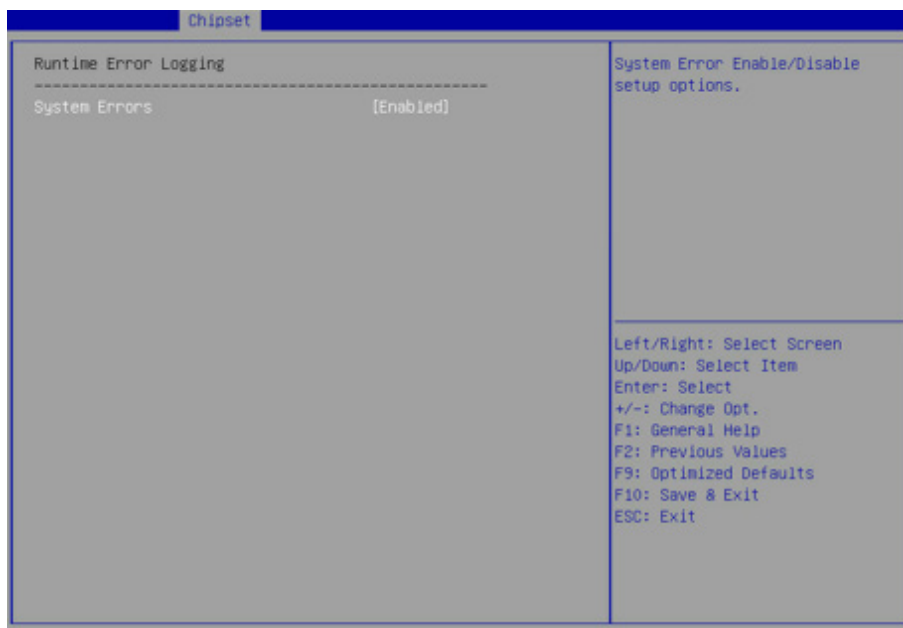 Chipset
Runtime Error Logging
--------------------------------------------------
System Errors [Enabled]
System Error Enable/Disable
setup options.
Left/Right: Select Screen
Up/Down: Select Item
Enter: Select
+/-: Change Opt.
F1: General Help
F2: Previous Values
F9: Optimized Defaults
F10: Save & Exit
ESC: Exit